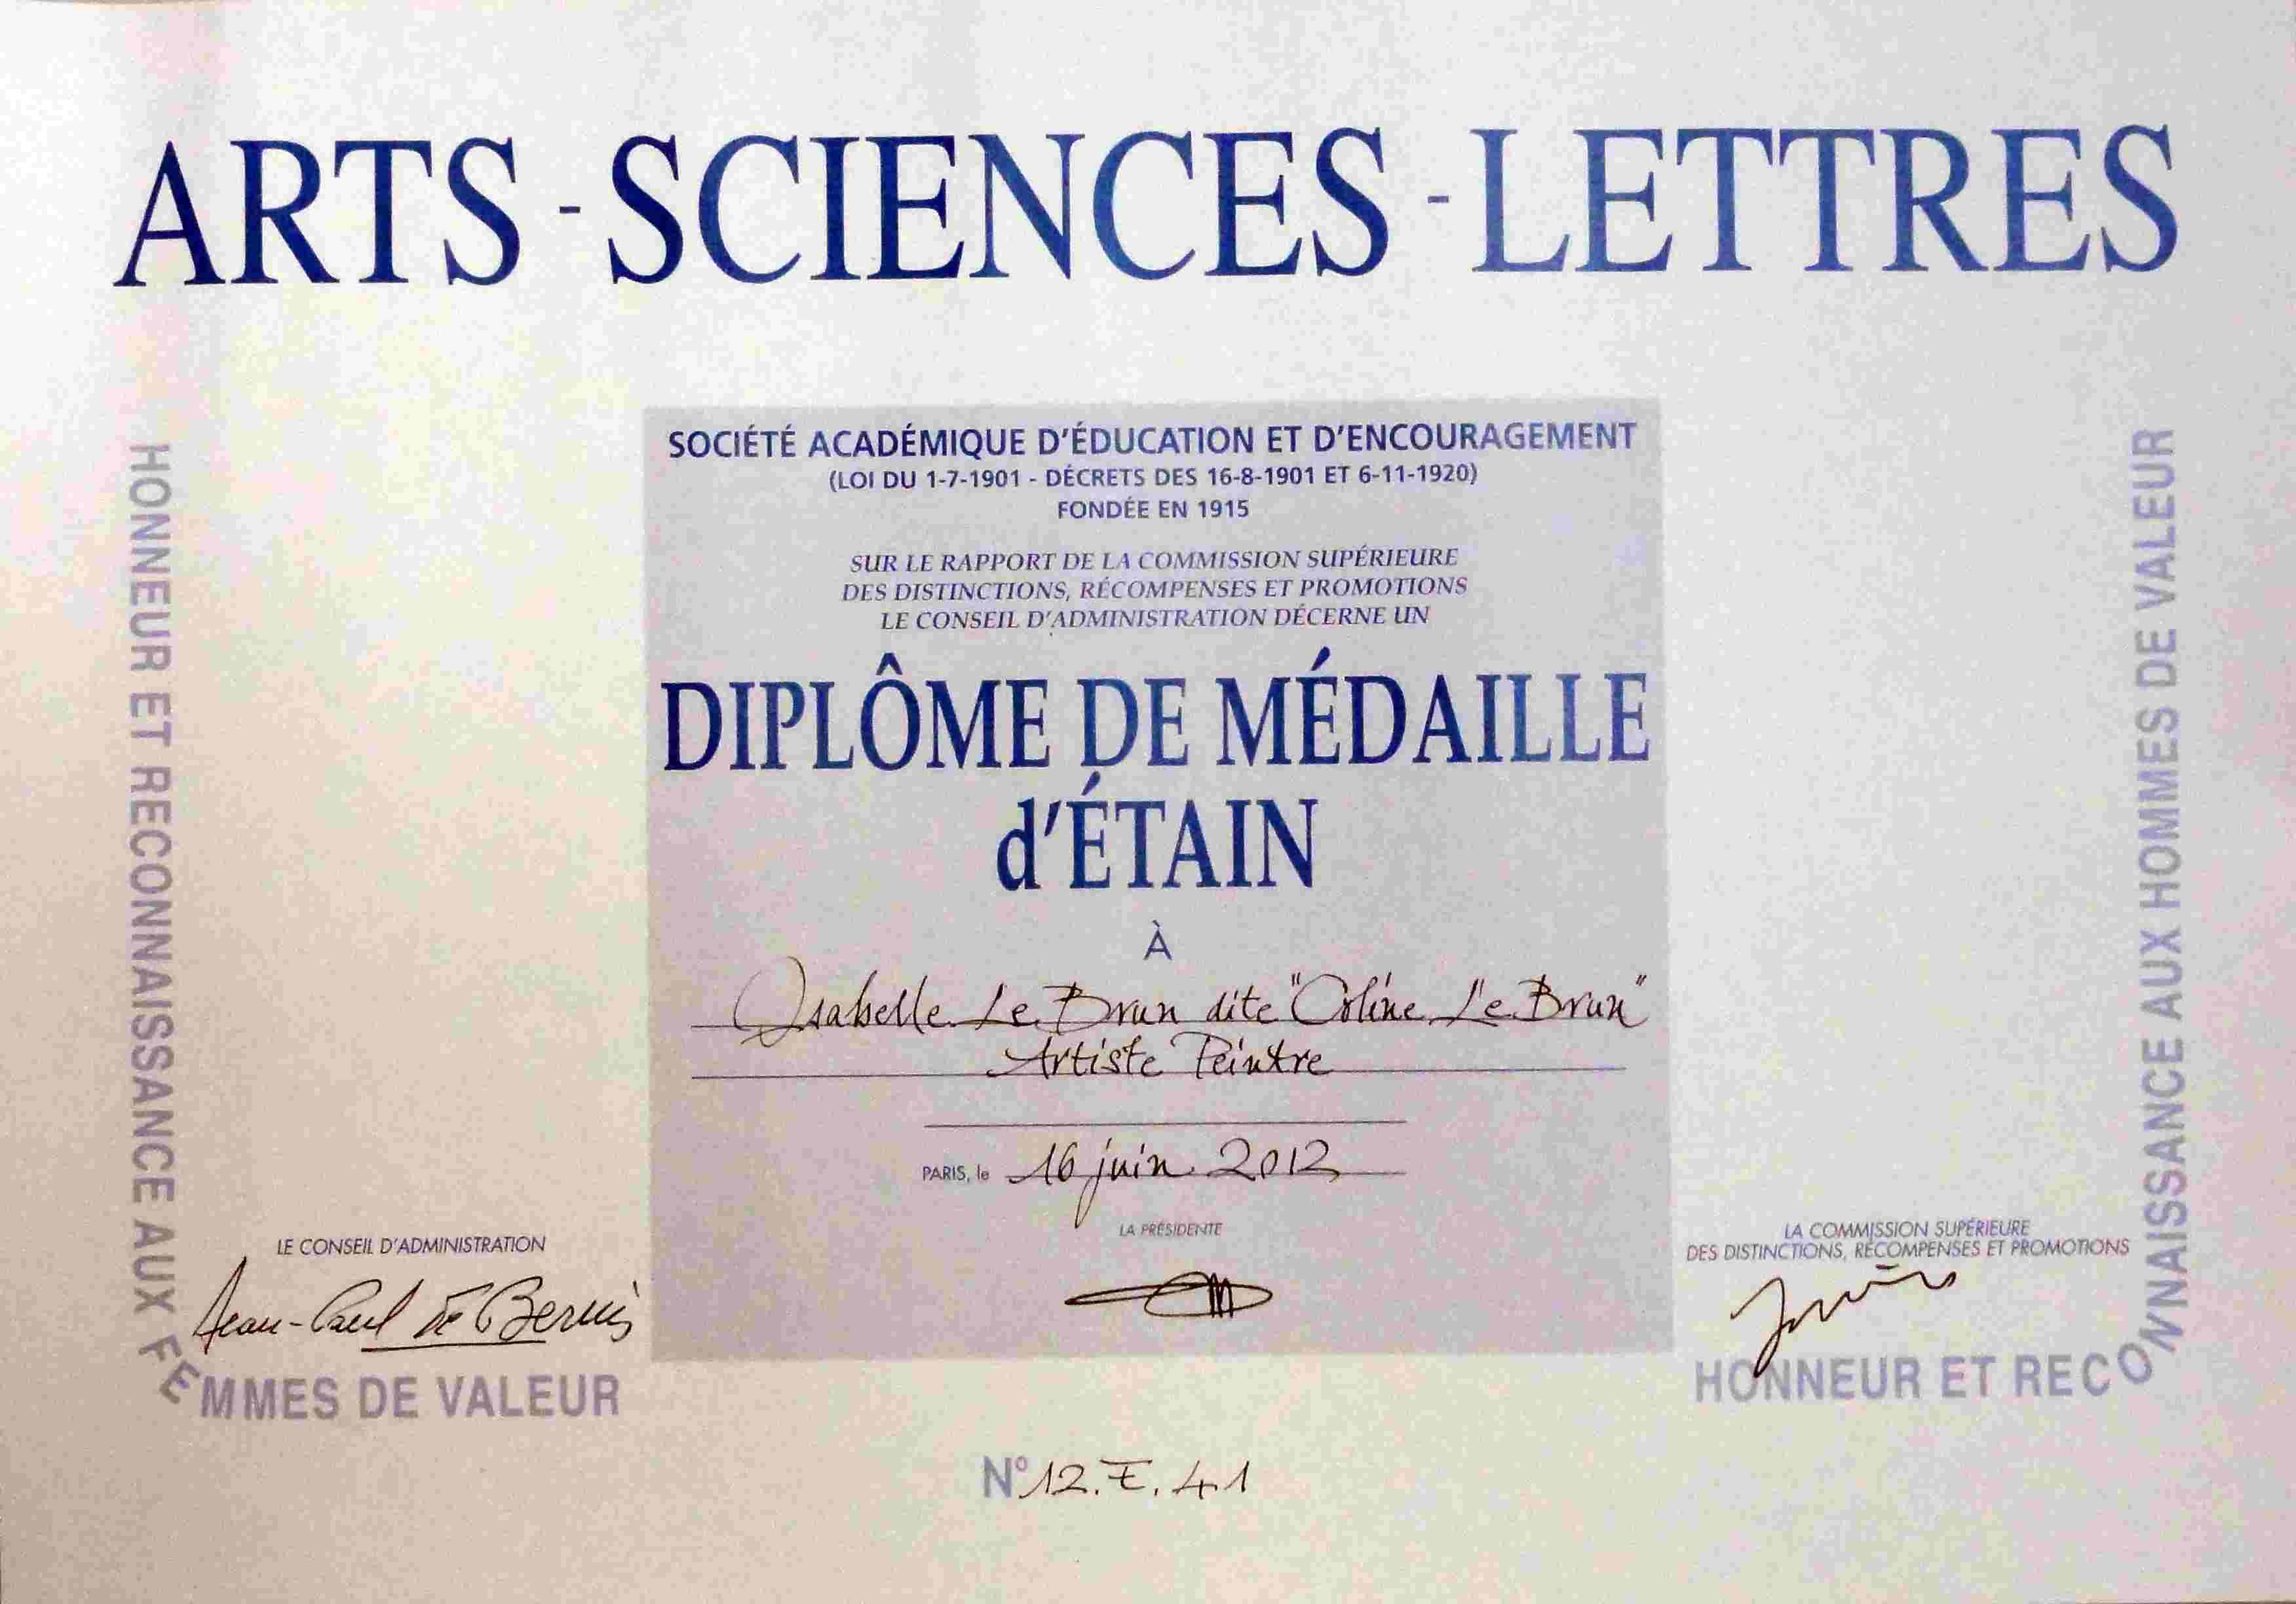 ARTS - SCIENCES - LETTRES
SOCIÉTÉ ACADÉMIQUE D'ÉDUCATION ET D'ENCOURAGEMENT
(LOI DU 1-7-1901 - DÉCRETS DES 16-8-1901 ET 6-11-1920)
FONDÉE EN 1915
SUR LE RAPPORT DE LA COMMISSION SUPÉRIEURE
DES DISTINCTIONS, RÉCOMPENSES ET PROMOTIONS
LE CONSEIL D'ADMINISTRATION DÉCERNE UN
DIPLÔME DE MÉDAILLE
d'ÉTAIN
À
Isabelle Le Brun dite "Coline Le Brun"
Artiste Peintre
PARIS, le 16 juin 2012
LA PRÉSIDENTE
LE CONSEIL D'ADMINISTRATION
Jean-Paul de Bernis
LA COMMISSION SUPÉRIEURE
DES DISTINCTIONS, RÉCOMPENSES ET PROMOTIONS
HONNEUR ET RECONNAISSANCE AUX FEMMES DE VALEUR
HONNEUR ET RECONNAISSANCE AUX HOMMES DE VALEUR
N° 12.E.41